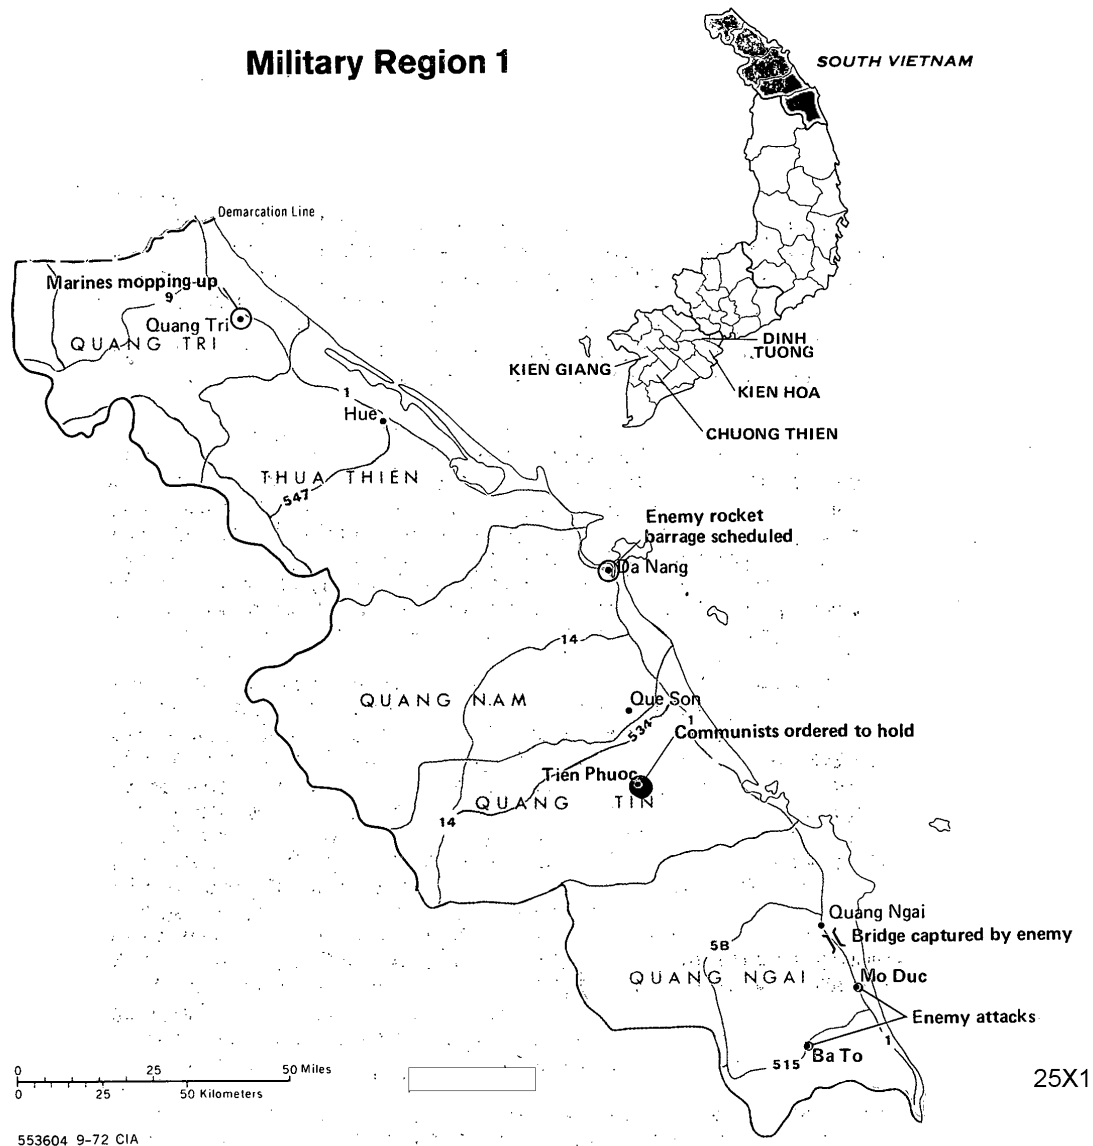 Military Region 1
SOUTH VIETNAM
Demarcation Line
Marines mopping-up
9
Quang Tri
QUANG TRI
DINH
TUONG
KIEN GIANG
KIEN HOA
CHUONG THIEN
1
Hue
THUA THIEN
547
Enemy rocket
barrage scheduled
Da Nang
14
QUANG NAM
Que Son
534
1
Communists ordered to hold
Tien Phuoc
QUANG TIN
14
Quang Ngai
Bridge captured by enemy
5B
QUANG NGAI
Mo Duc
Enemy attacks
1
Ba To
515
0 25 50 Miles
0 25 50 Kilometers
25X1
553604 9-72 CIA